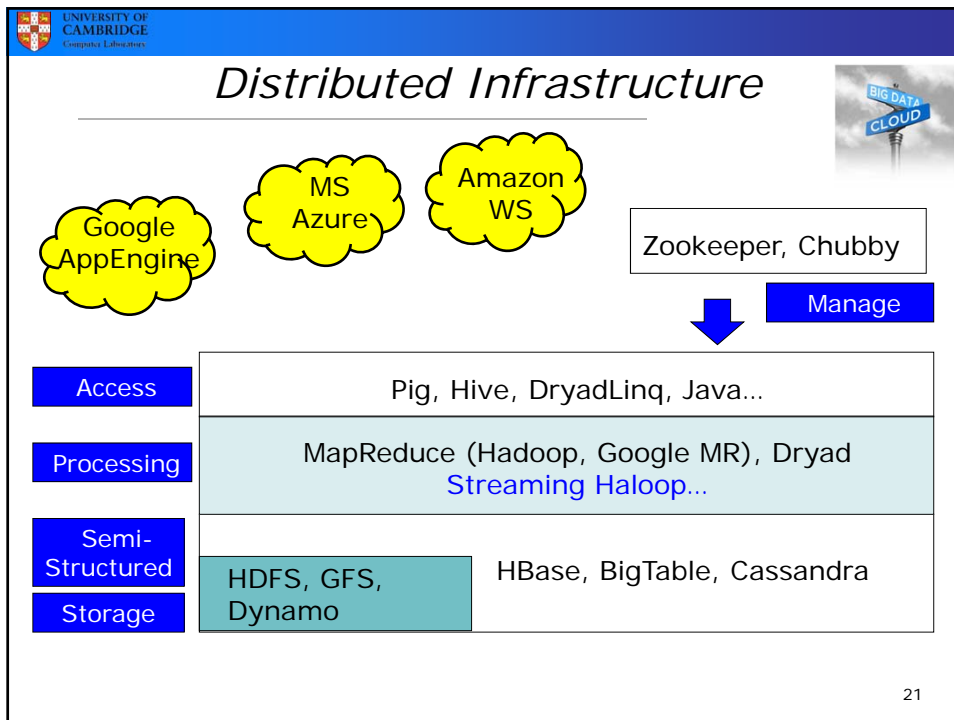 UNIVERSITY OF
CAMBRIDGE
Computer Laboratory
Distributed Infrastructure
BIG DATA
CLOUD
Google
AppEngine
MS
Azure
Amazon
WS
Zookeeper, Chubby
Manage
Access
Pig, Hive, DryadLinq, Java…
Processing
MapReduce (Hadoop, Google MR), Dryad
Streaming Haloop…
Semi-
Structured
HDFS, GFS,
Dynamo
HBase, BigTable, Cassandra
Storage
21